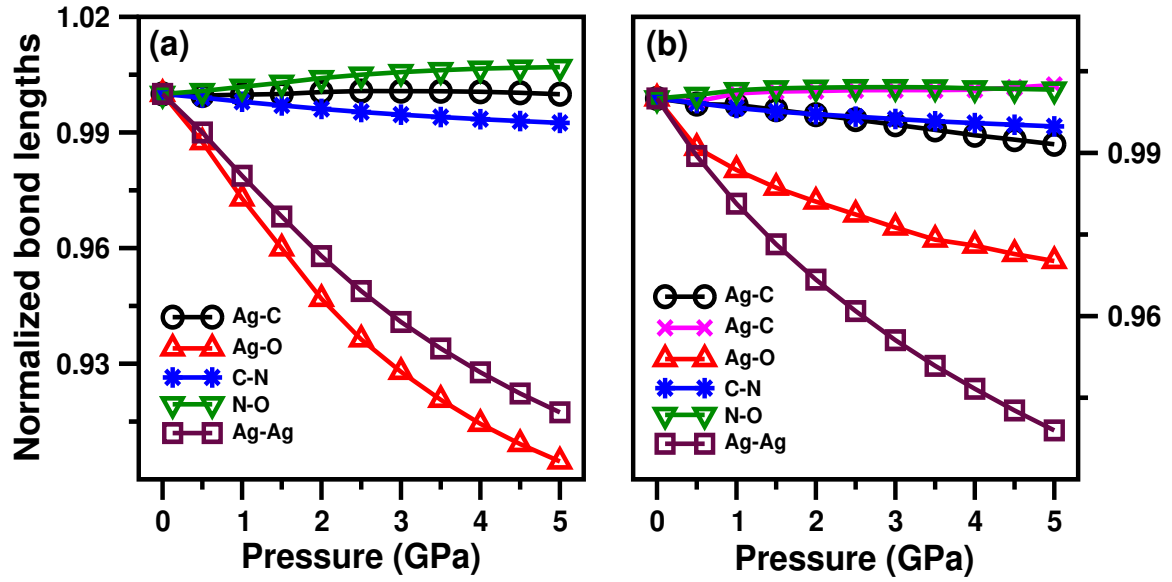 Normalized bond lengths
1.02
0.99
0.96
0.93
(a)
Ag-C
Ag-O
C-N
N-O
Ag-Ag
0 1 2 3 4 5
Pressure (GPa)
(b)
Ag-C
Ag-C
Ag-O
C-N
N-O
Ag-Ag
0.99
0.96
0 1 2 3 4 5
Pressure (GPa)